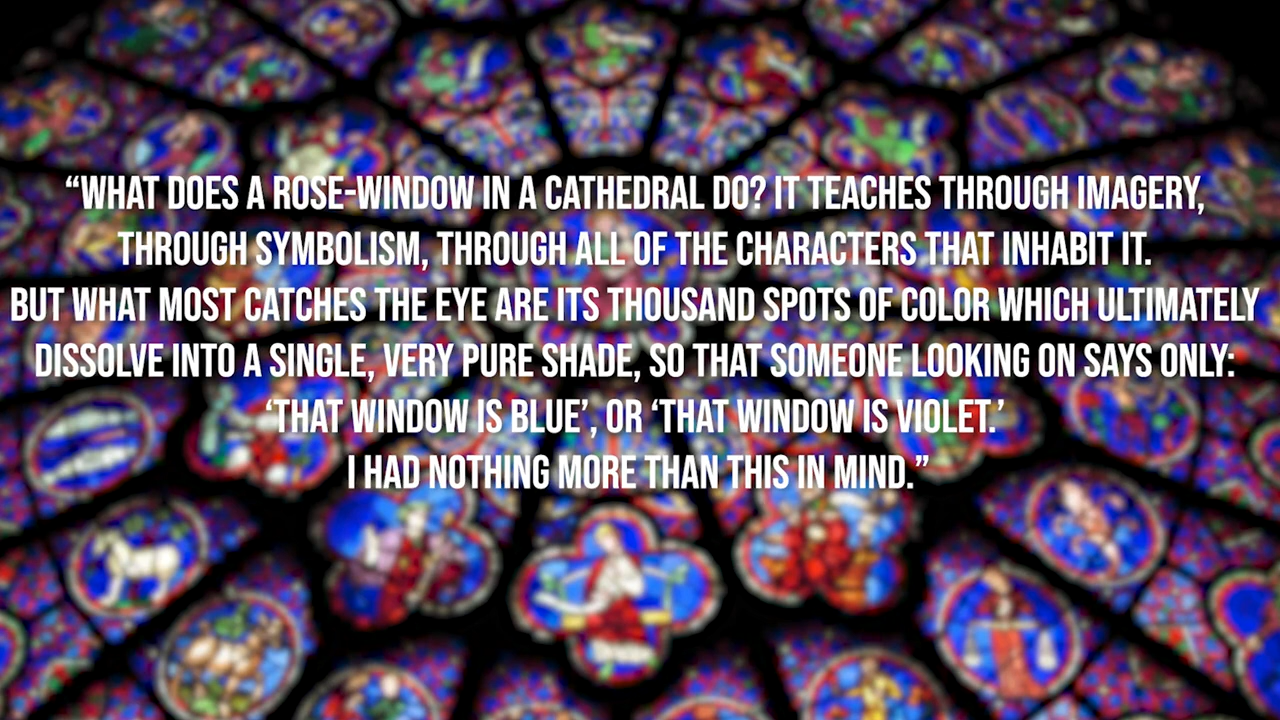 “WHAT DOES A ROSE-WINDOW IN A CATHEDRAL DO? IT TEACHES THROUGH IMAGERY,
THROUGH SYMBOLISM, THROUGH ALL OF THE CHARACTERS THAT INHABIT IT.
BUT WHAT MOST CATCHES THE EYE ARE ITS THOUSAND SPOTS OF COLOR WHICH ULTIMATELY
DISSOLVE INTO A SINGLE, VERY PURE SHADE, SO THAT SOMEONE LOOKING ON SAYS ONLY:
‘THAT WINDOW IS BLUE’, OR ‘THAT WINDOW IS VIOLET.’
I HAD NOTHING MORE THAN THIS IN MIND.”